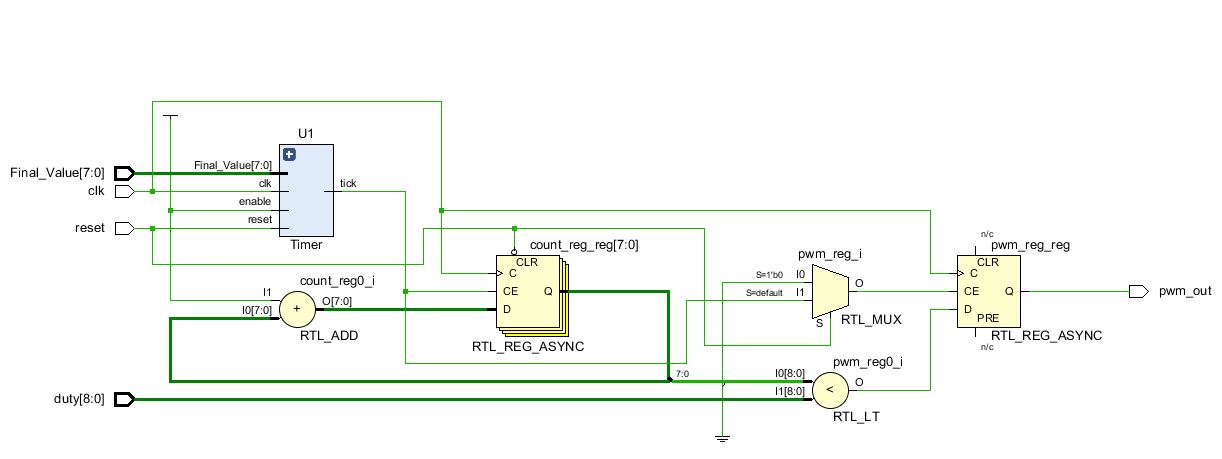 U1
Final_Value[7:0]
Final_Value[7:0]
clk
clk
tick
enable
reset
reset
Timer
count_reg0_i
I1
I0[7:0]
+
O[7:0]
RTL_ADD
count_reg_reg[7:0]
CLR
C
CE
Q
D
RTL_REG_ASYNC
pwm_reg_i
S=1'b0
I0
S=default
I1
O
S
RTL_MUX
n/c
pwm_reg_reg
CLR
C
CE
Q
D
PRE
n/c
RTL_REG_ASYNC
pwm_out
pwm_reg0_i
7:0
I0[8:0]
I1[8:0]
<
O
RTL_LT
duty[8:0]